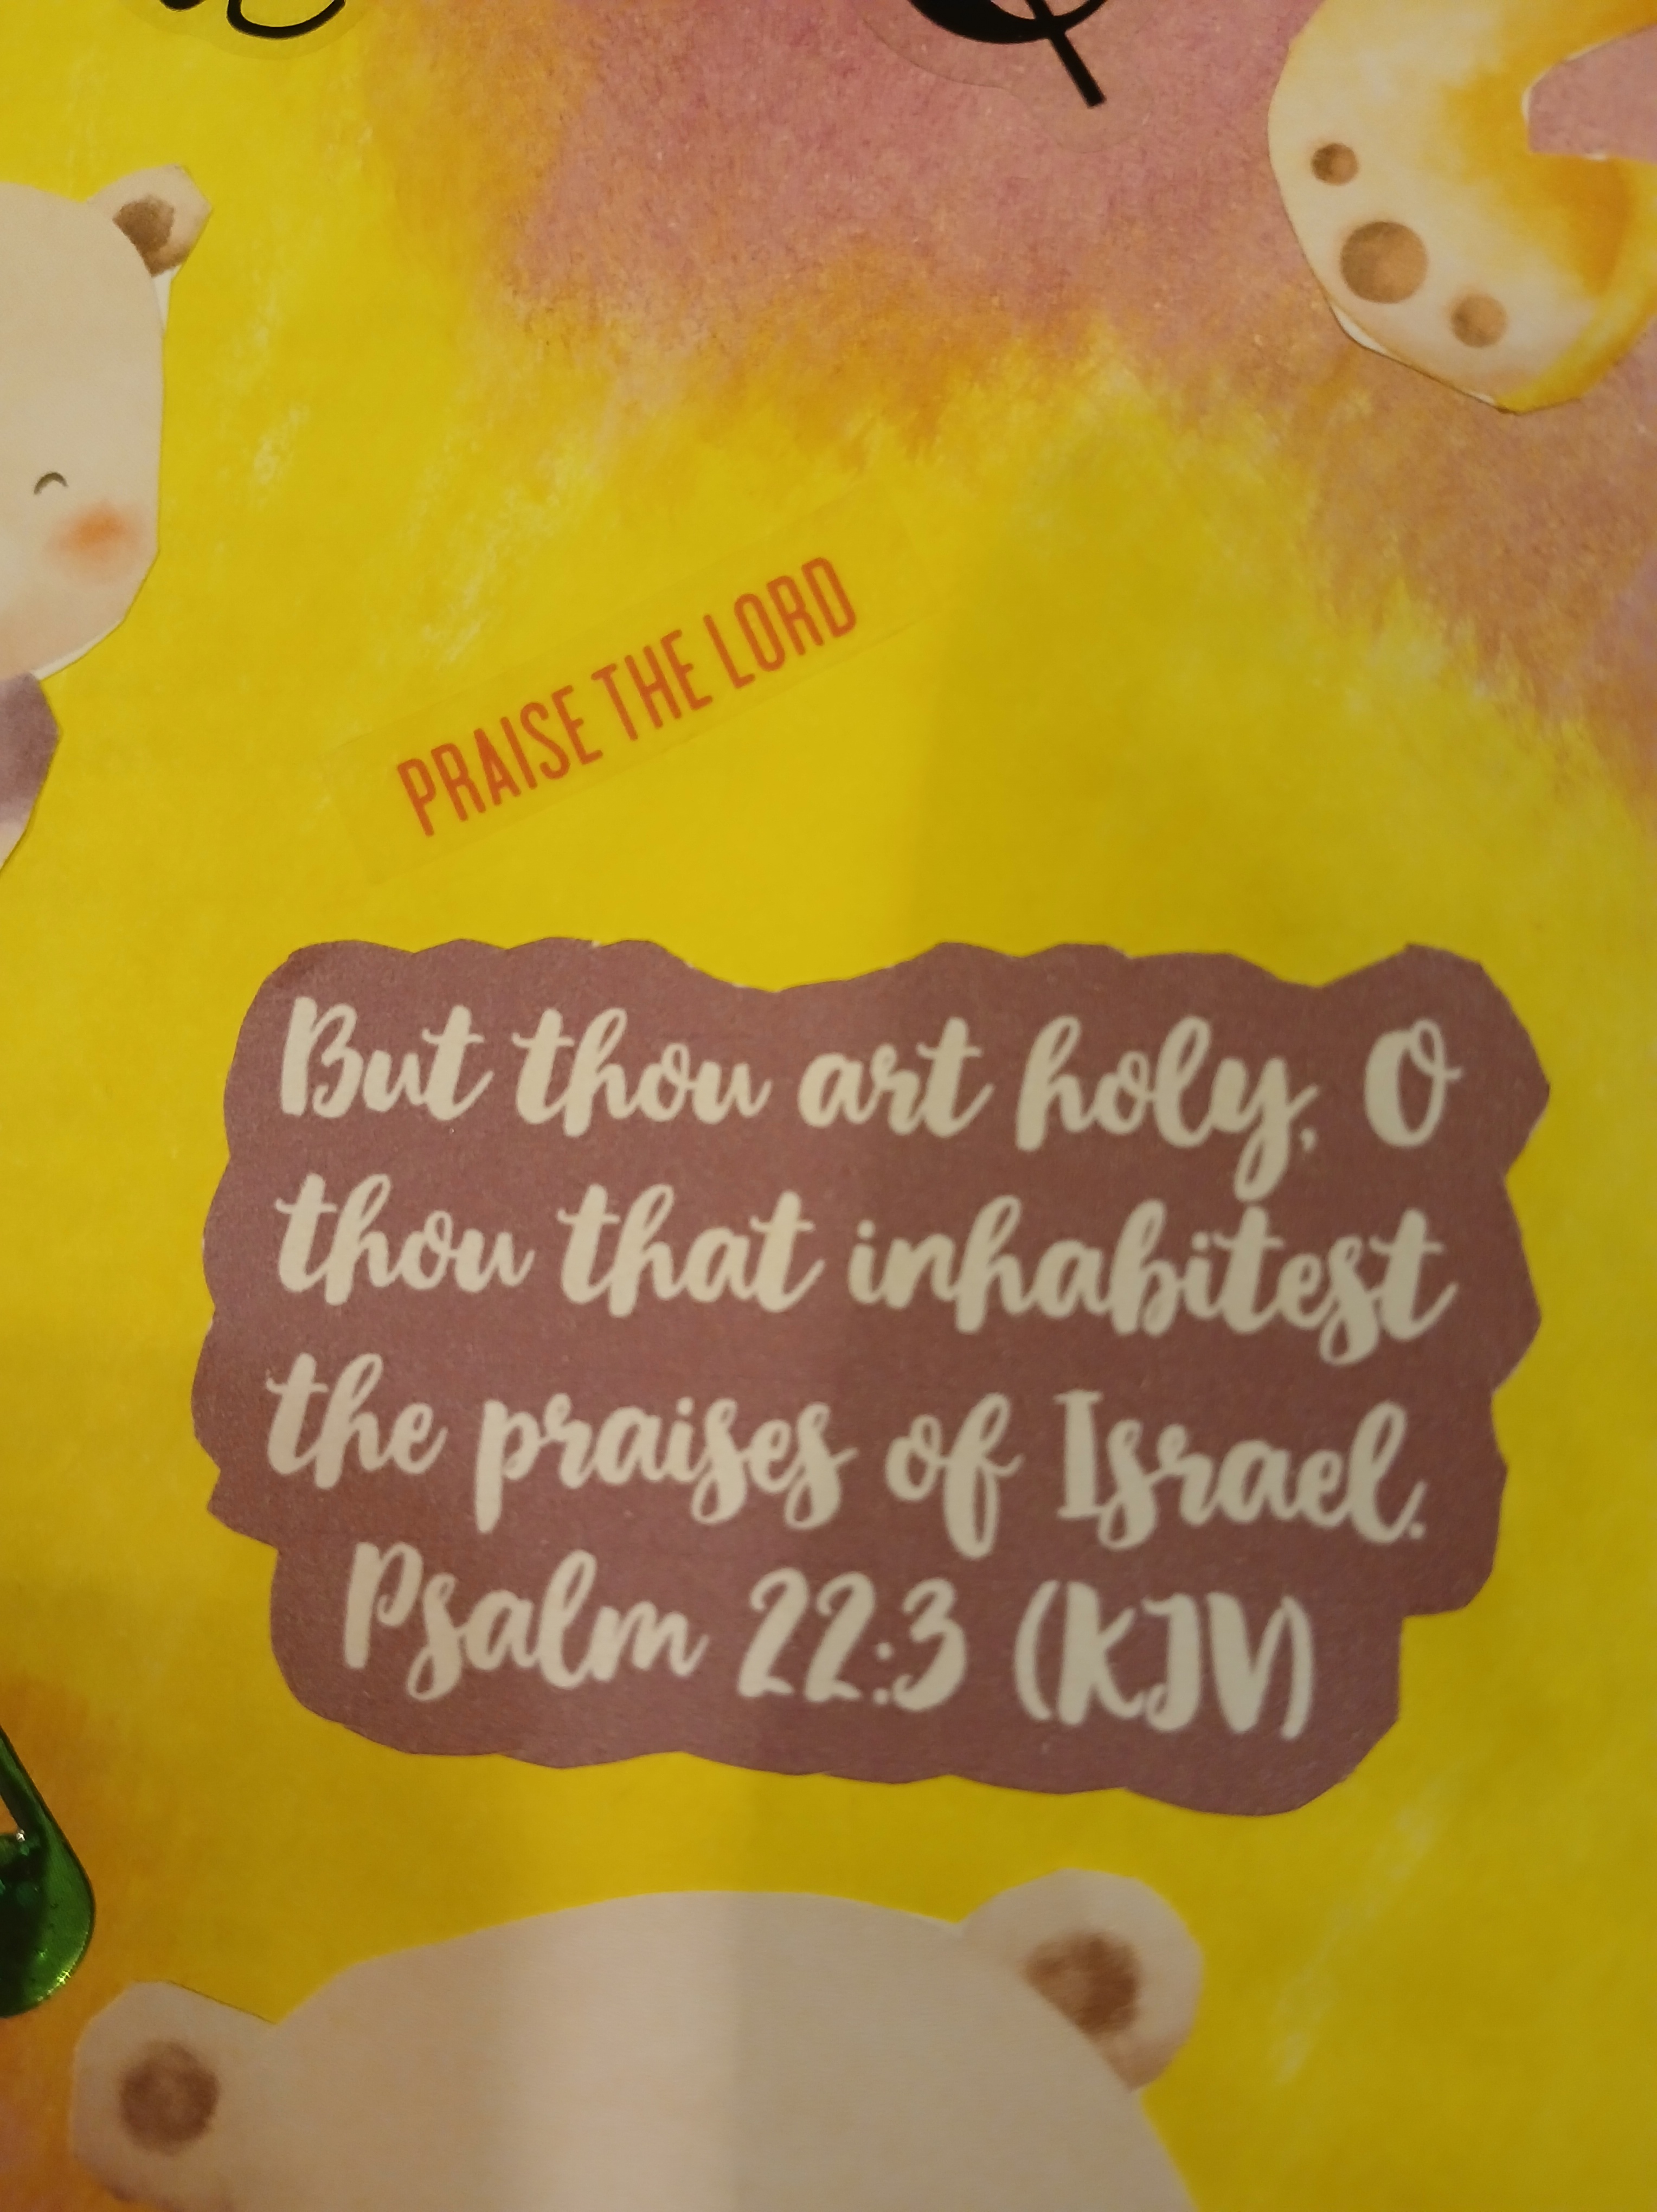 PRAISE THE LORD
But thou art holy, O
thou that inhabitest
the praises of Israel.
Psalm 22:3 (KJV)